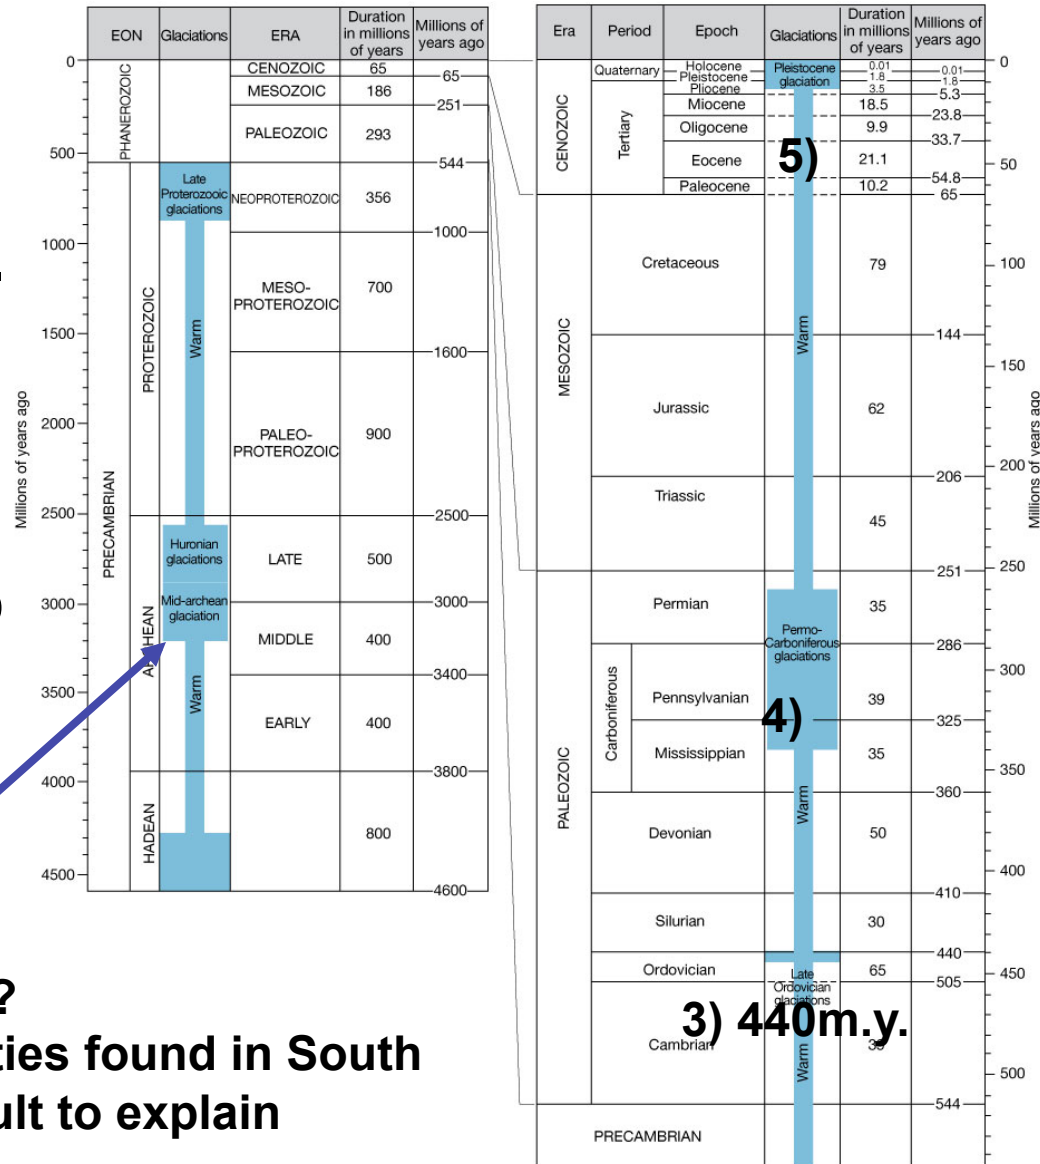 EON Glaciations ERA Duration in millions of years Millions of years ago
0
CENOZOIC 65
65
MESOZOIC 186
251
PHANEROZOIC
PALEOZOIC 293
500
544
Late Proterozooic glaciations
NEOPROTEROZOIC 356
1000
1000
MESO-PROTEROZOIC 700
1500
Warm
PROTEROZOIC
1600
2000
PALEO-PROTEROZOIC 900
2500
2500
PRECAMBRIAN
Huronian glaciations
LATE 500
3000
3000
Mid-archean glaciation
MIDDLE 400
3400
3500
Warm
EARLY 400
3800
4000
HADEAN
800
4500
4600
Millions of years ago
Era Period Epoch Glaciations Duration in millions of years Millions of years ago
0
CENOZOIC
Quaternary
Holocene 0.01
0.01
Pleistocene 1.8
1.8
Pleistocene glaciation
Tertiary
Pliocene 3.5
5.3
Miocene 18.5
23.8
Oligocene 9.9
33.7
5)
Eocene 21.1
50
54.8
Paleocene 10.2
65
MESOZOIC
Cretaceous 79
100
Warm
144
150
Jurassic 62
200
206
Triassic 45
250
251
PALEOZOIC
Permian 35
Permo-Carboniferous glaciations
286
300
Carboniferous
Pennsylvanian 39
4)
325
Mississippian 35
350
360
Warm
Devonian 50
400
410
Silurian 30
440
Ordovician 65
450
Late Ordovician glaciations
505
3) 440m.y.
Cambrian
Warm
500
544
PRECAMBRIAN
Millions of years ago
?
ties found in South
ult to explain